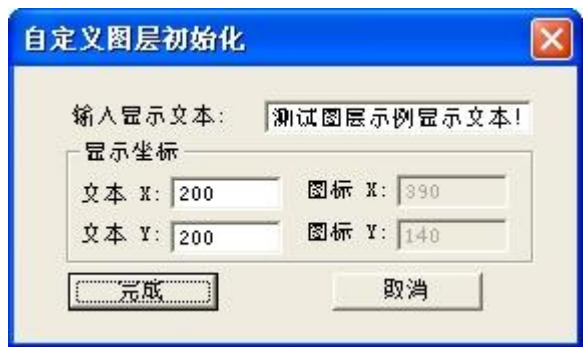 自定义图层初始化
输入显示文本: 测试图层示例显示文本!
显示坐标
文本 X: 200 图标 X: 390
文本 Y: 200 图标 Y: 140
完成 取消